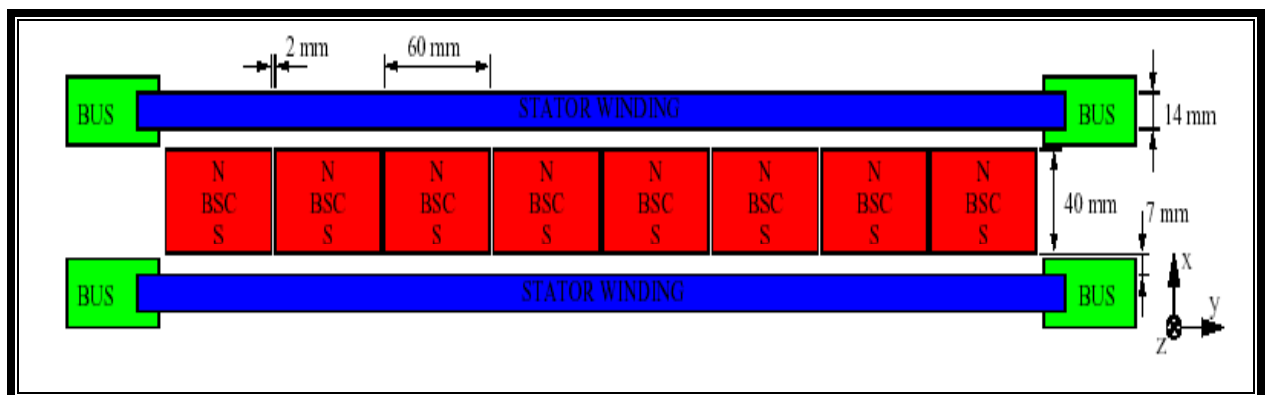 2 mm
60 mm
BUS
STATOR WINDING
BUS
14 mm
N N N N N N N N
BSC BSC BSC BSC BSC BSC BSC BSC
S S S S S S S S
40 mm
7 mm
BUS
STATOR WINDING
BUS
x
y
z